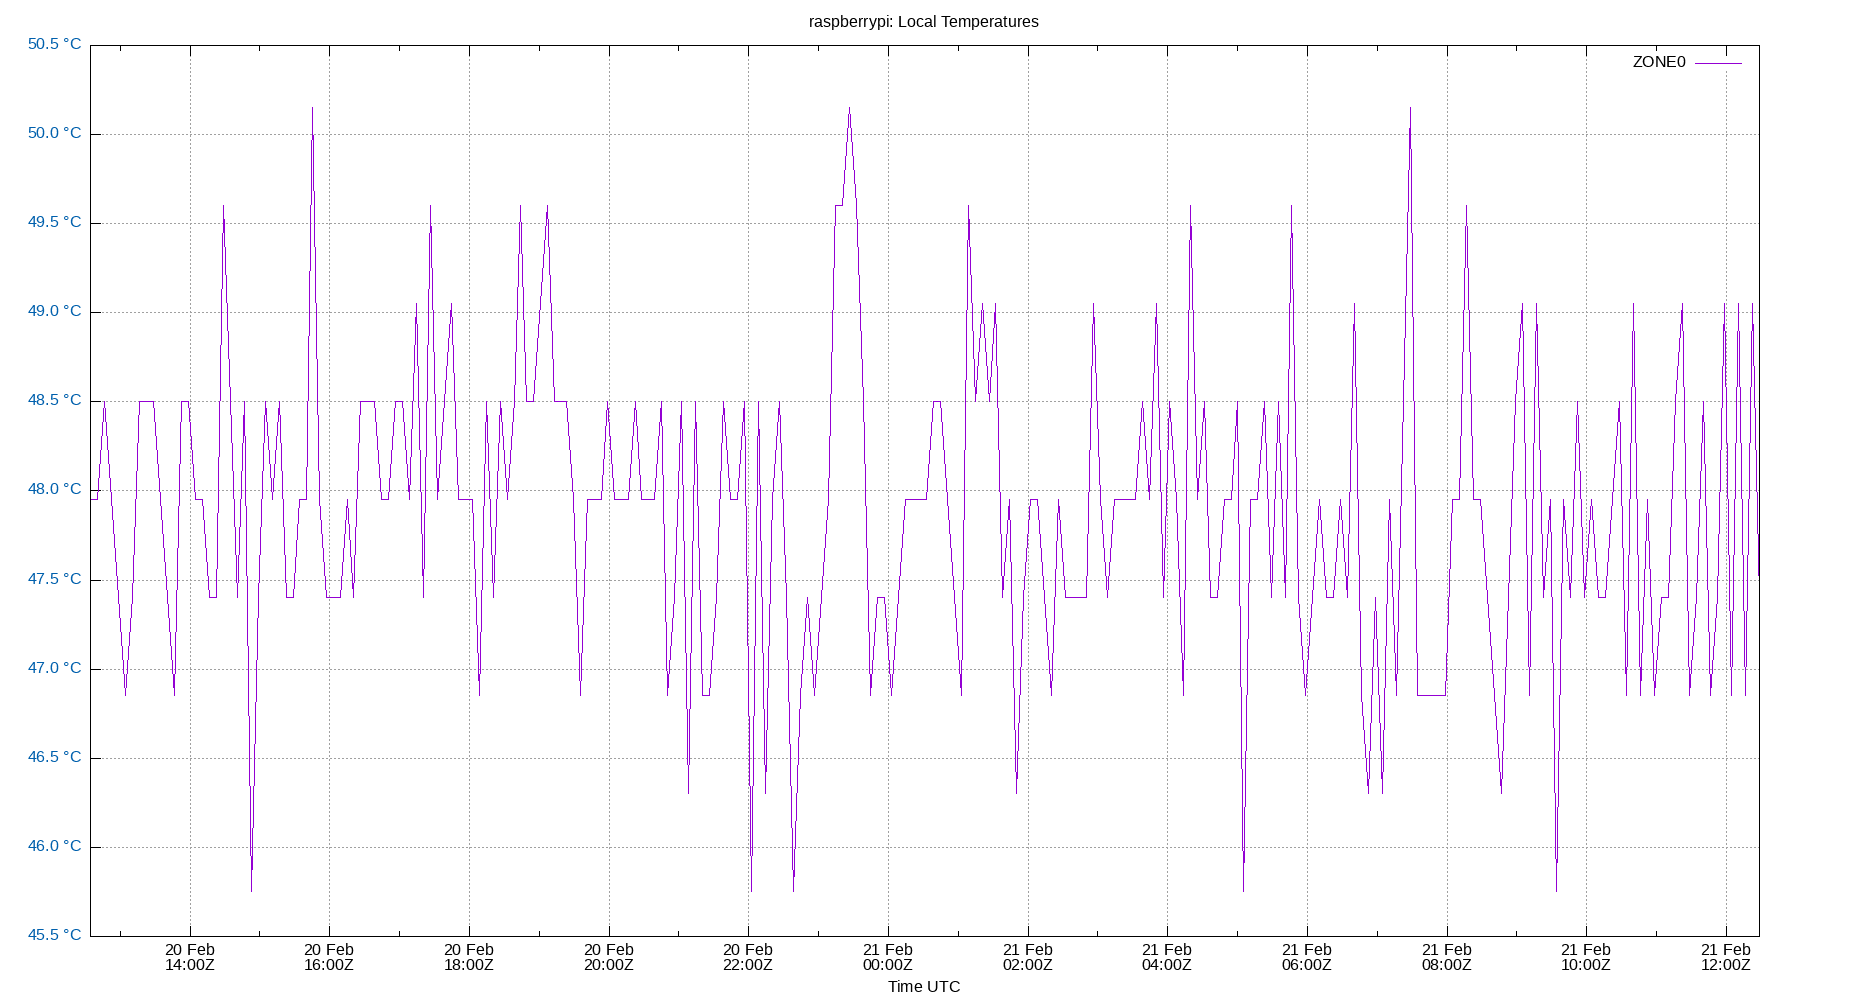 raspberrypi: Local Temperatures
50.5 °C
ZONE0
50.0 °C
49.5 °C
49.0 °C
48.5 °C
48.0 °C
47.5 °C
47.0 °C
46.5 °C
46.0 °C
45.5 °C
20 Feb 20 Feb 20 Feb 20 Feb 20 Feb 21 Feb 21 Feb 21 Feb 21 Feb 21 Feb 21 Feb 21 Feb
14:00Z 16:00Z 18:00Z 20:00Z 22:00Z 00:00Z 02:00Z 04:00Z 06:00Z 08:00Z 10:00Z 12:00Z
Time UTC